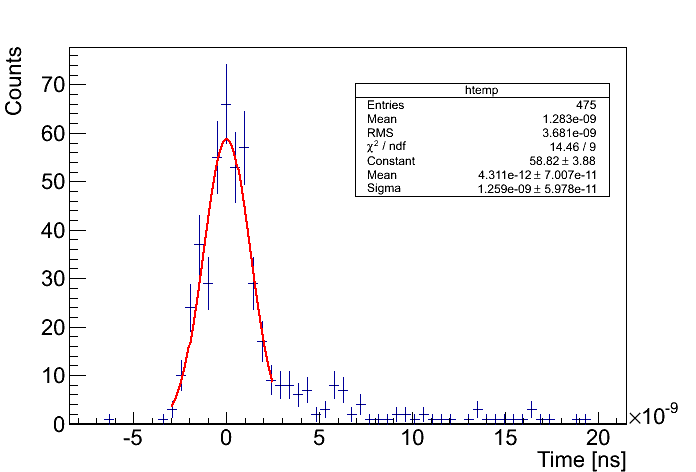 Counts
70
60
50
40
30
20
10
0
htemp
Entries 475
Mean 1.283e-09
RMS 3.681e-09
χ² / ndf 14.46 / 9
Constant 58.82 ± 3.88
Mean 4.311e-12 ± 7.007e-11
Sigma 1.259e-09 ± 5.978e-11
-5 0 5 10 15 20
×10⁻⁹
Time [ns]